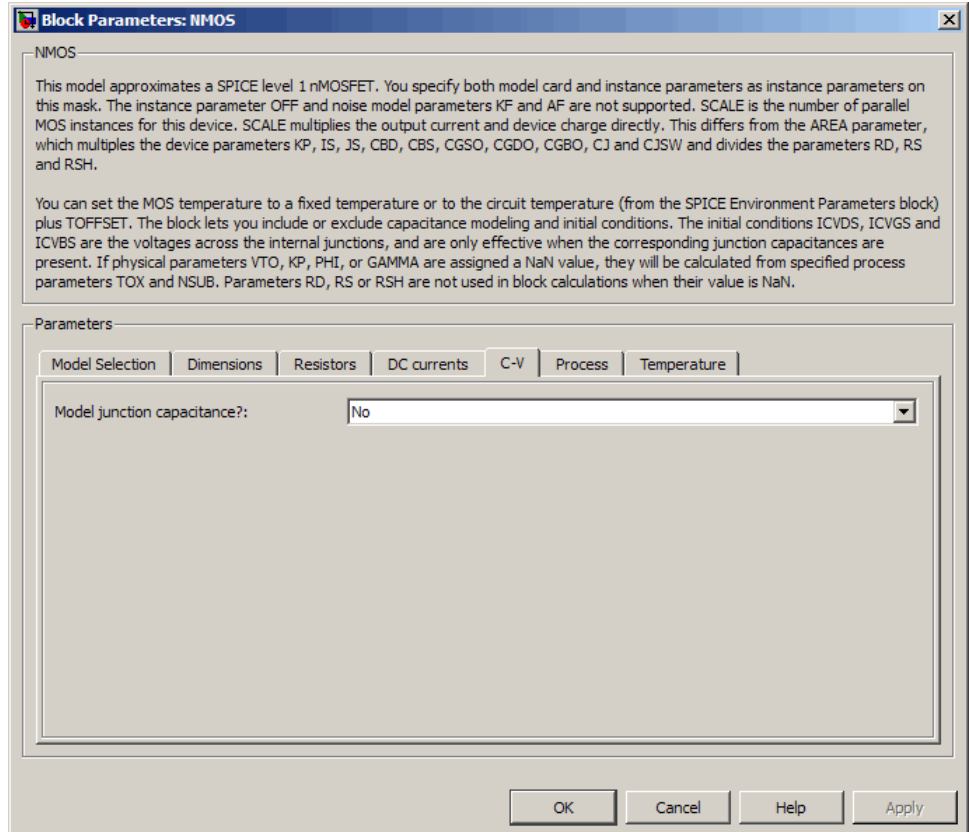 Block Parameters: NMOS
NMOS
This model approximates a SPICE level 1 nMOSFET. You specify both model card and instance parameters as instance parameters on
this mask. The instance parameter OFF and noise model parameters KF and AF are not supported. SCALE is the number of parallel
MOS instances for this device. SCALE multiplies the output current and device charge directly. This differs from the AREA parameter,
which multiples the device parameters KP, IS, JS, CBD, CBS, CGSO, CGDO, CGBO, CJ and CJSW and divides the parameters RD, RS
and RSH.
You can set the MOS temperature to a fixed temperature or to the circuit temperature (from the SPICE Environment Parameters block)
plus TOFFSET. The block lets you include or exclude capacitance modeling and initial conditions. The initial conditions ICVDS, ICVGS and
ICVBS are the voltages across the internal junctions, and are only effective when the corresponding junction capacitances are
present. If physical parameters VTO, KP, PHI, or GAMMA are assigned a NaN value, they will be calculated from specified process
parameters TOX and NSUB. Parameters RD, RS or RSH are not used in block calculations when their value is NaN.
Parameters
Model Selection Dimensions Resistors DC currents C-V Process Temperature
Model junction capacitance?: No
OK Cancel Help Apply